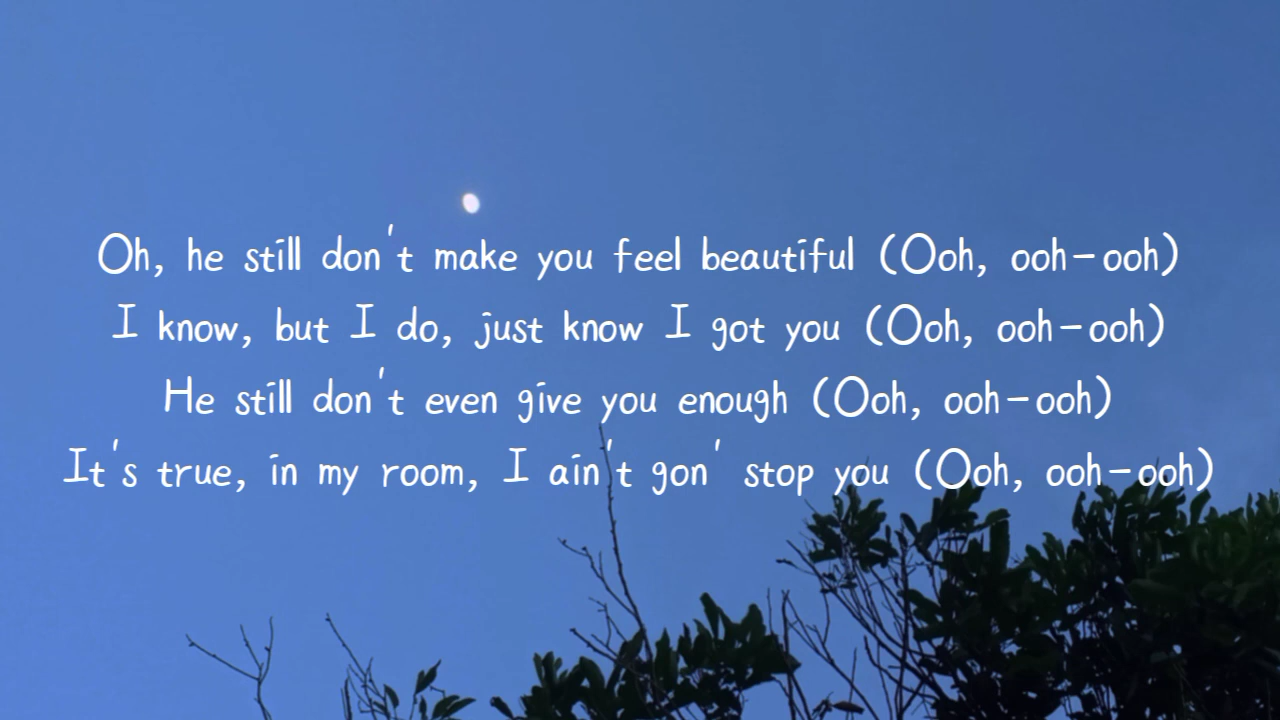 Oh, he still don't make you feel beautiful (Ooh, ooh-ooh)
I know, but I do, just know I got you (Ooh, ooh-ooh)
He still don't even give you enough (Ooh, ooh-ooh)
It's true, in my room, I ain't gon' stop you (Ooh, ooh-ooh)